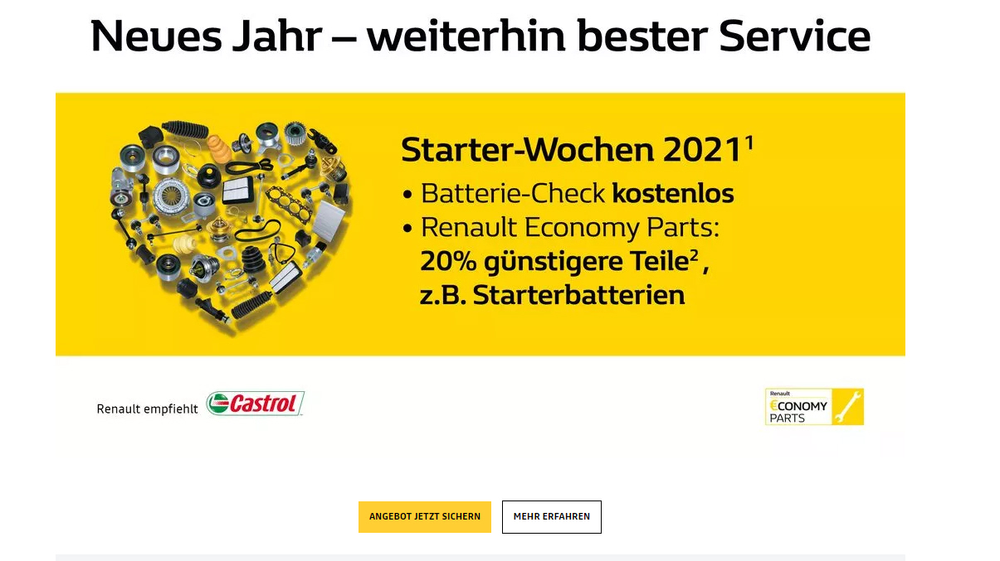 Neues Jahr – weiterhin bester Service
Starter-Wochen 2021¹
• Batterie-Check kostenlos
• Renault Economy Parts:
20% günstigere Teile²,
z.B. Starterbatterien
Renault empfiehlt Castrol
Renault
€CONOMY
PARTS
ANGEBOT JETZT SICHERN MEHR ERFAHREN